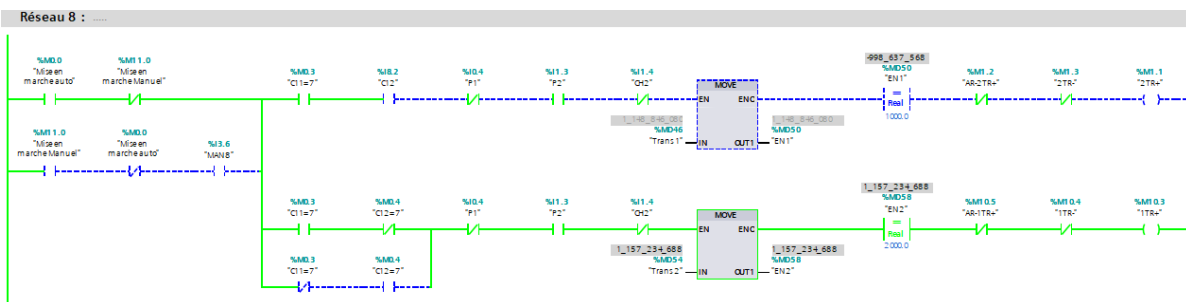 Réseau 8 : .....
-998_637_568
%M0.0 %M11.0 %M0.3 %I8.2 %I0.4 %I1.3 %I1.4 %MD50 %M1.2 %M1.3 %M1.1
"Mise en marche auto" "Mise en marche Manuel" "C11=7" "C12" "P1" "P2" "CH2" "EN1" "AR-2TR+" "2TR-" "2TR+"
MOVE
EN ENO
= Real
1000.0
1_148_846_080 1_148_846_080
%MD46 %MD50
"Trans1" IN OUT1 "EN1"
%M11.0 %M0.0 %I3.6
"Mise en marche Manuel" "Mise en marche auto" "MAN8"
1_157_234_688
%M0.3 %M0.4 %I0.4 %I1.3 %I1.4 %MD58 %M10.5 %M10.4 %M10.3
"C11=7" "C12=7" "P1" "P2" "CH2" "EN2" "AR-1TR+" "1TR-" "1TR+"
MOVE
EN ENO
= Real
2000.0
1_157_234_688 1_157_234_688
%M0.3 %M0.4 %MD54 %MD58
"C11=7" "C12=7" "Trans2" IN OUT1 "EN2"